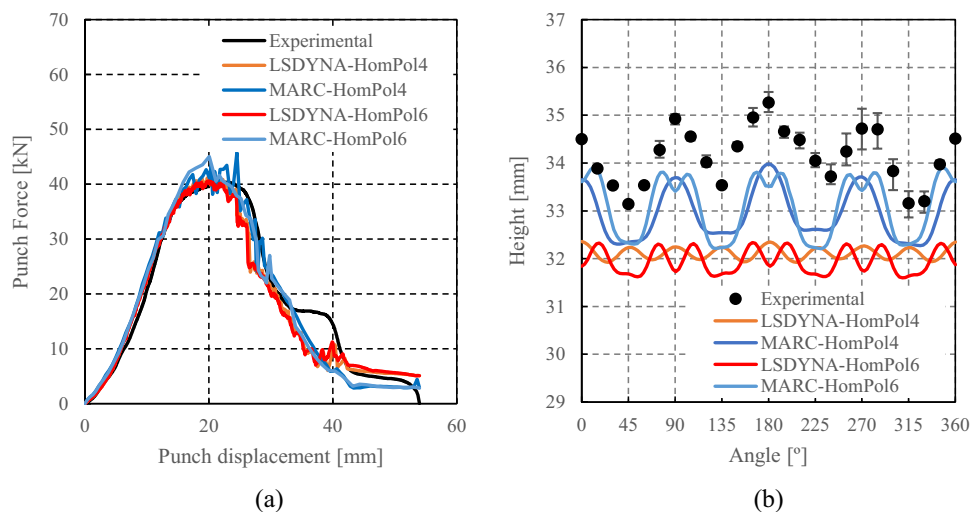 70
60
50
40
30
20
10
0
0
20
40
60
Punch Force [kN]
Punch displacement [mm]
Experimental
LSDYNA-HomPol4
MARC-HomPol4
LSDYNA-HomPol6
MARC-HomPol6
(a)
37
36
35
34
33
32
31
30
29
0
45
90
135
180
225
270
315
360
Height [mm]
Angle [º]
Experimental
LSDYNA-HomPol4
MARC-HomPol4
LSDYNA-HomPol6
MARC-HomPol6
(b)